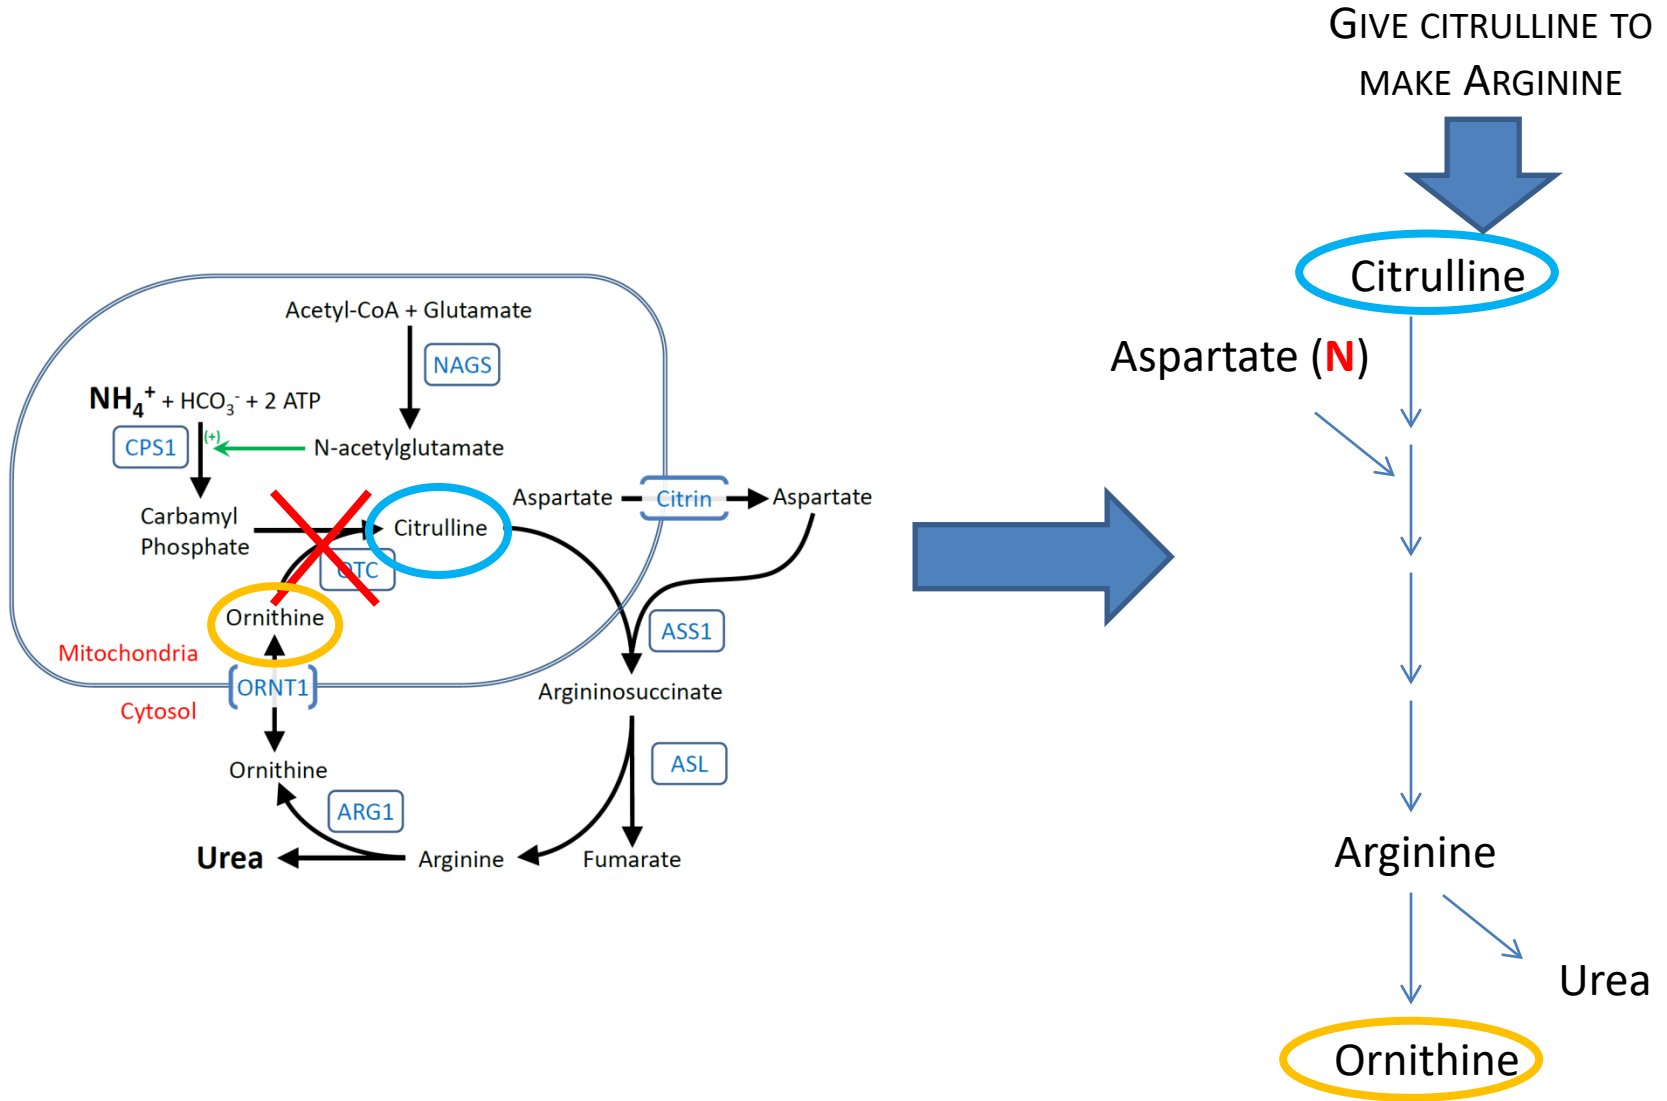 GIVE CITRULLINE TO
MAKE ARGININE
Citrulline
Aspartate (N)
Arginine
Urea
Ornithine
Acetyl-CoA + Glutamate
NAGS
NH₄⁺ + HCO₃⁻ + 2 ATP
CPS1
(+)
N-acetylglutamate
Carbamyl
Phosphate
Citrulline
OTC
Aspartate
Citrin
Aspartate
Ornithine
Mitochondria
ORNT1
Cytosol
ASS1
Argininosuccinate
Ornithine
ASL
ARG1
Urea
Arginine
Fumarate